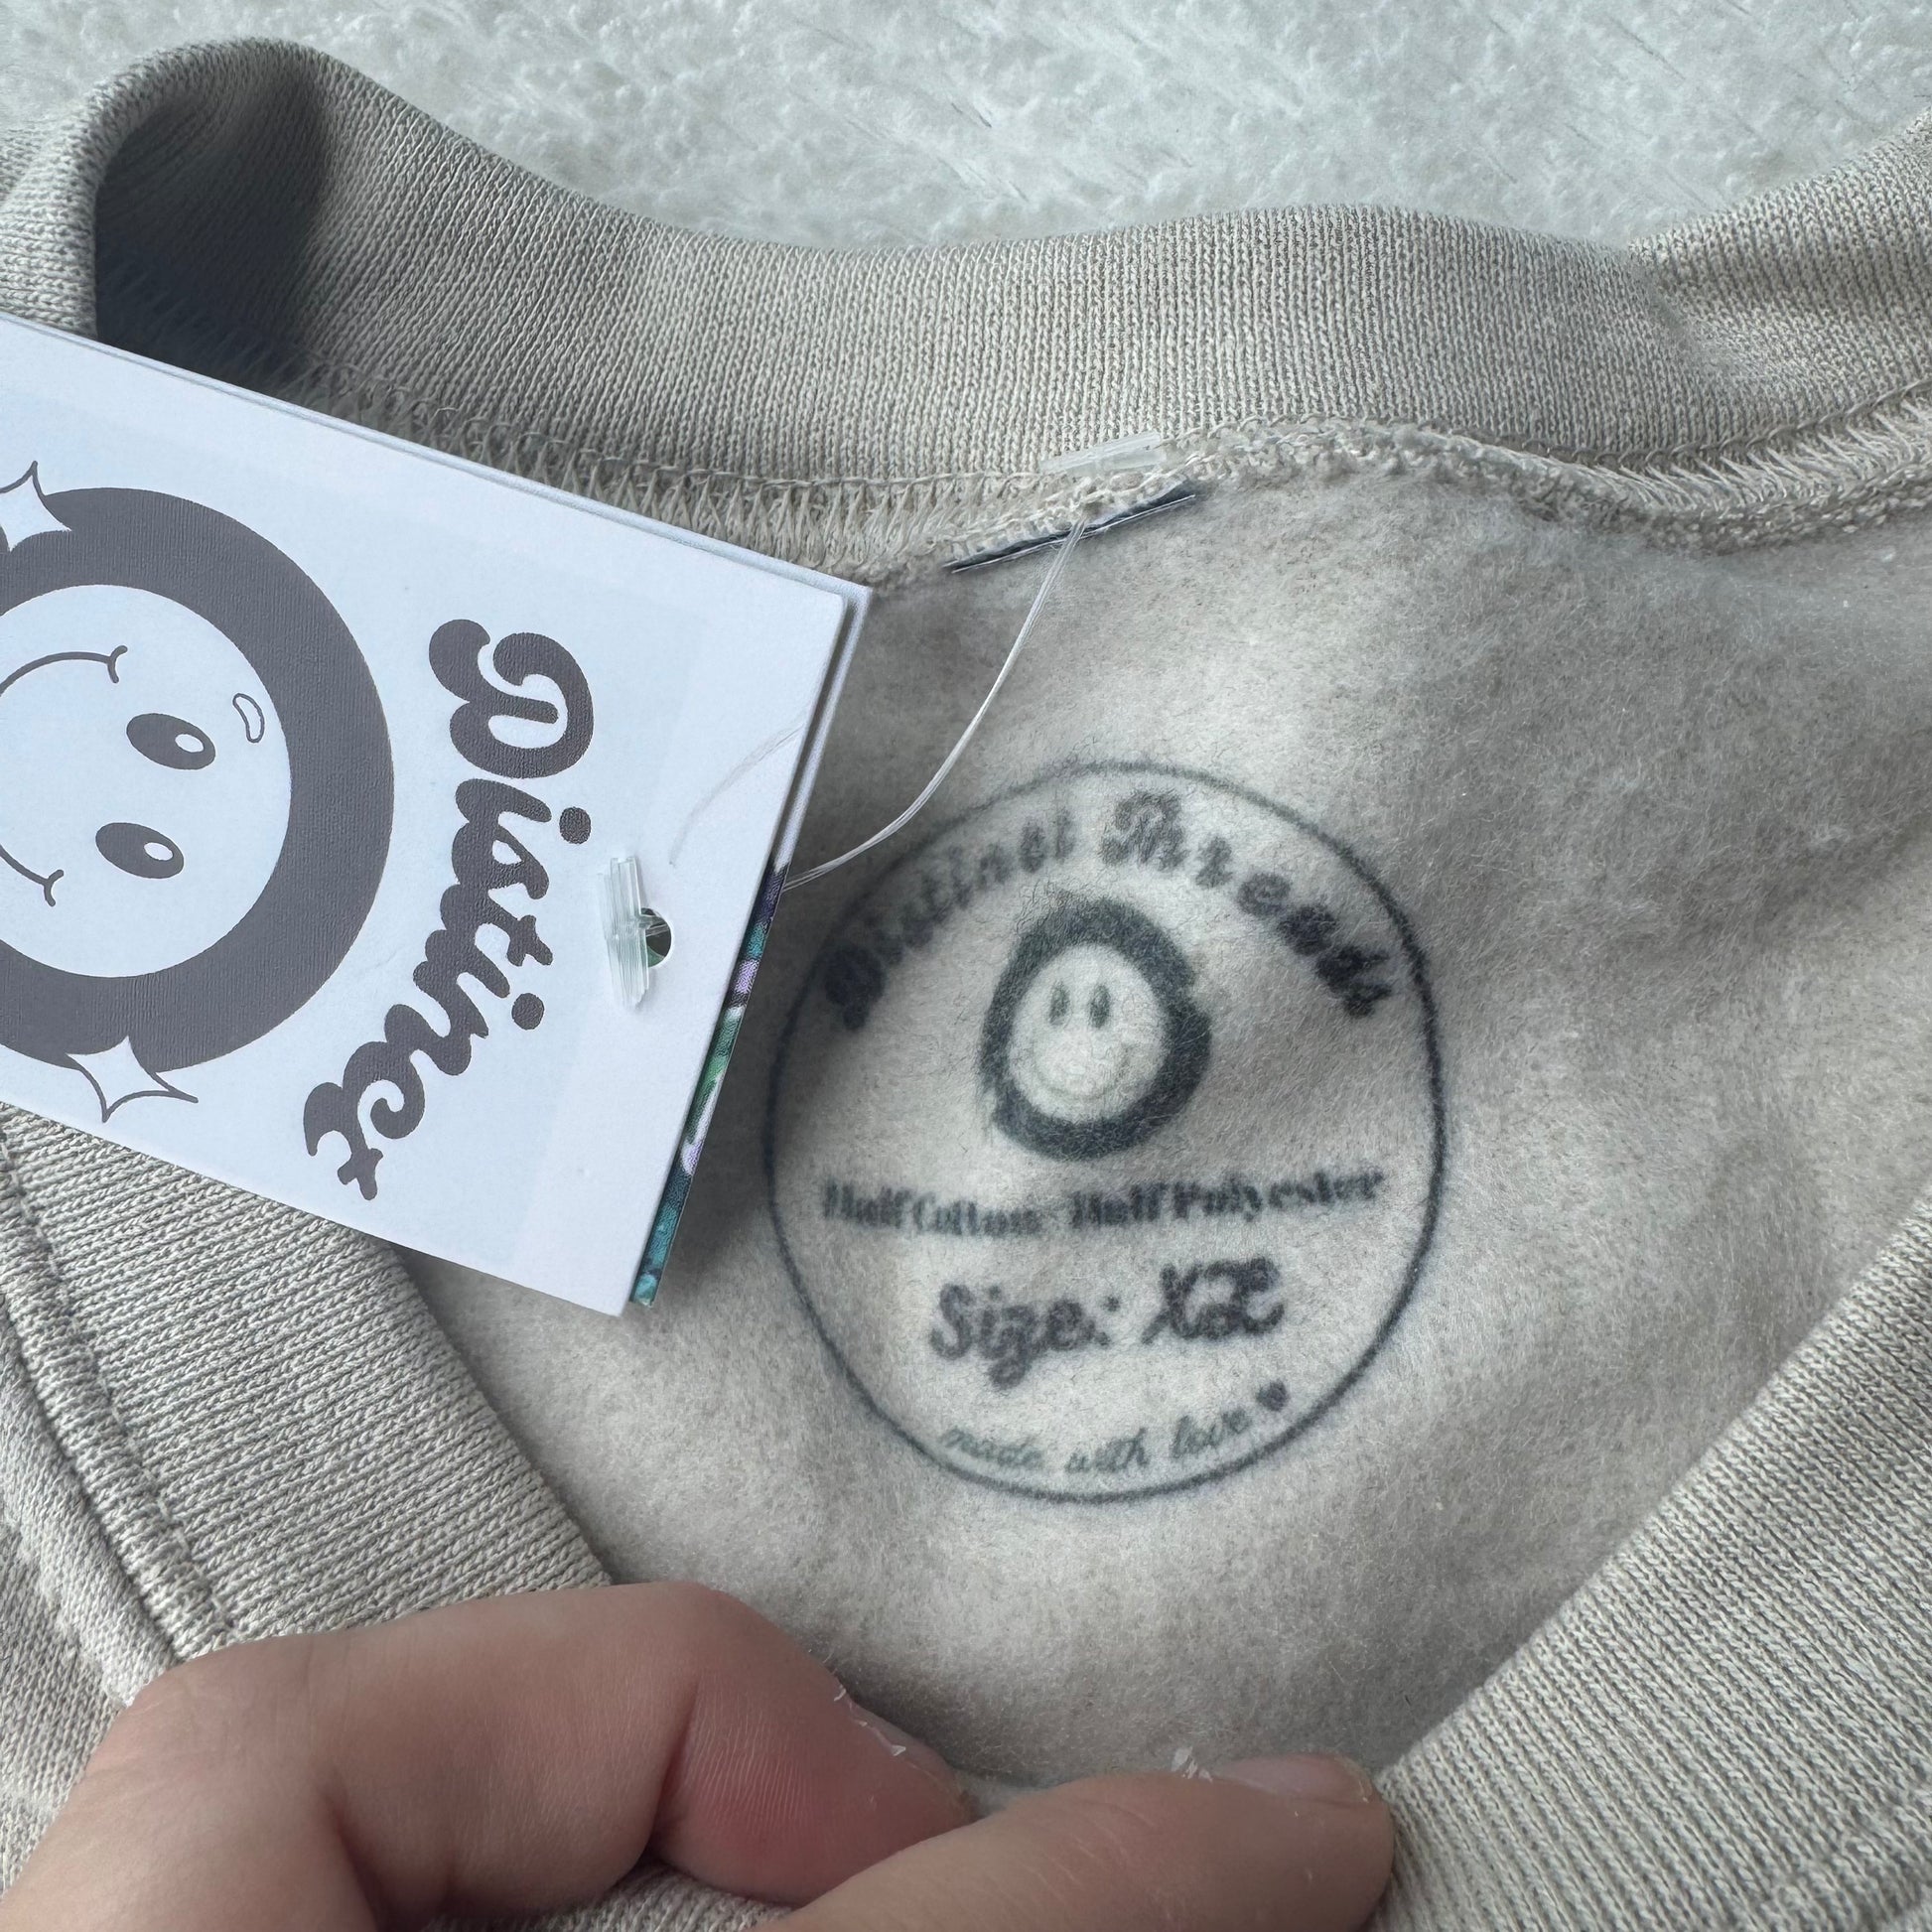 Distinct
Distinct Threads
Half Cotton Half Polyester
Size: XL
made with love